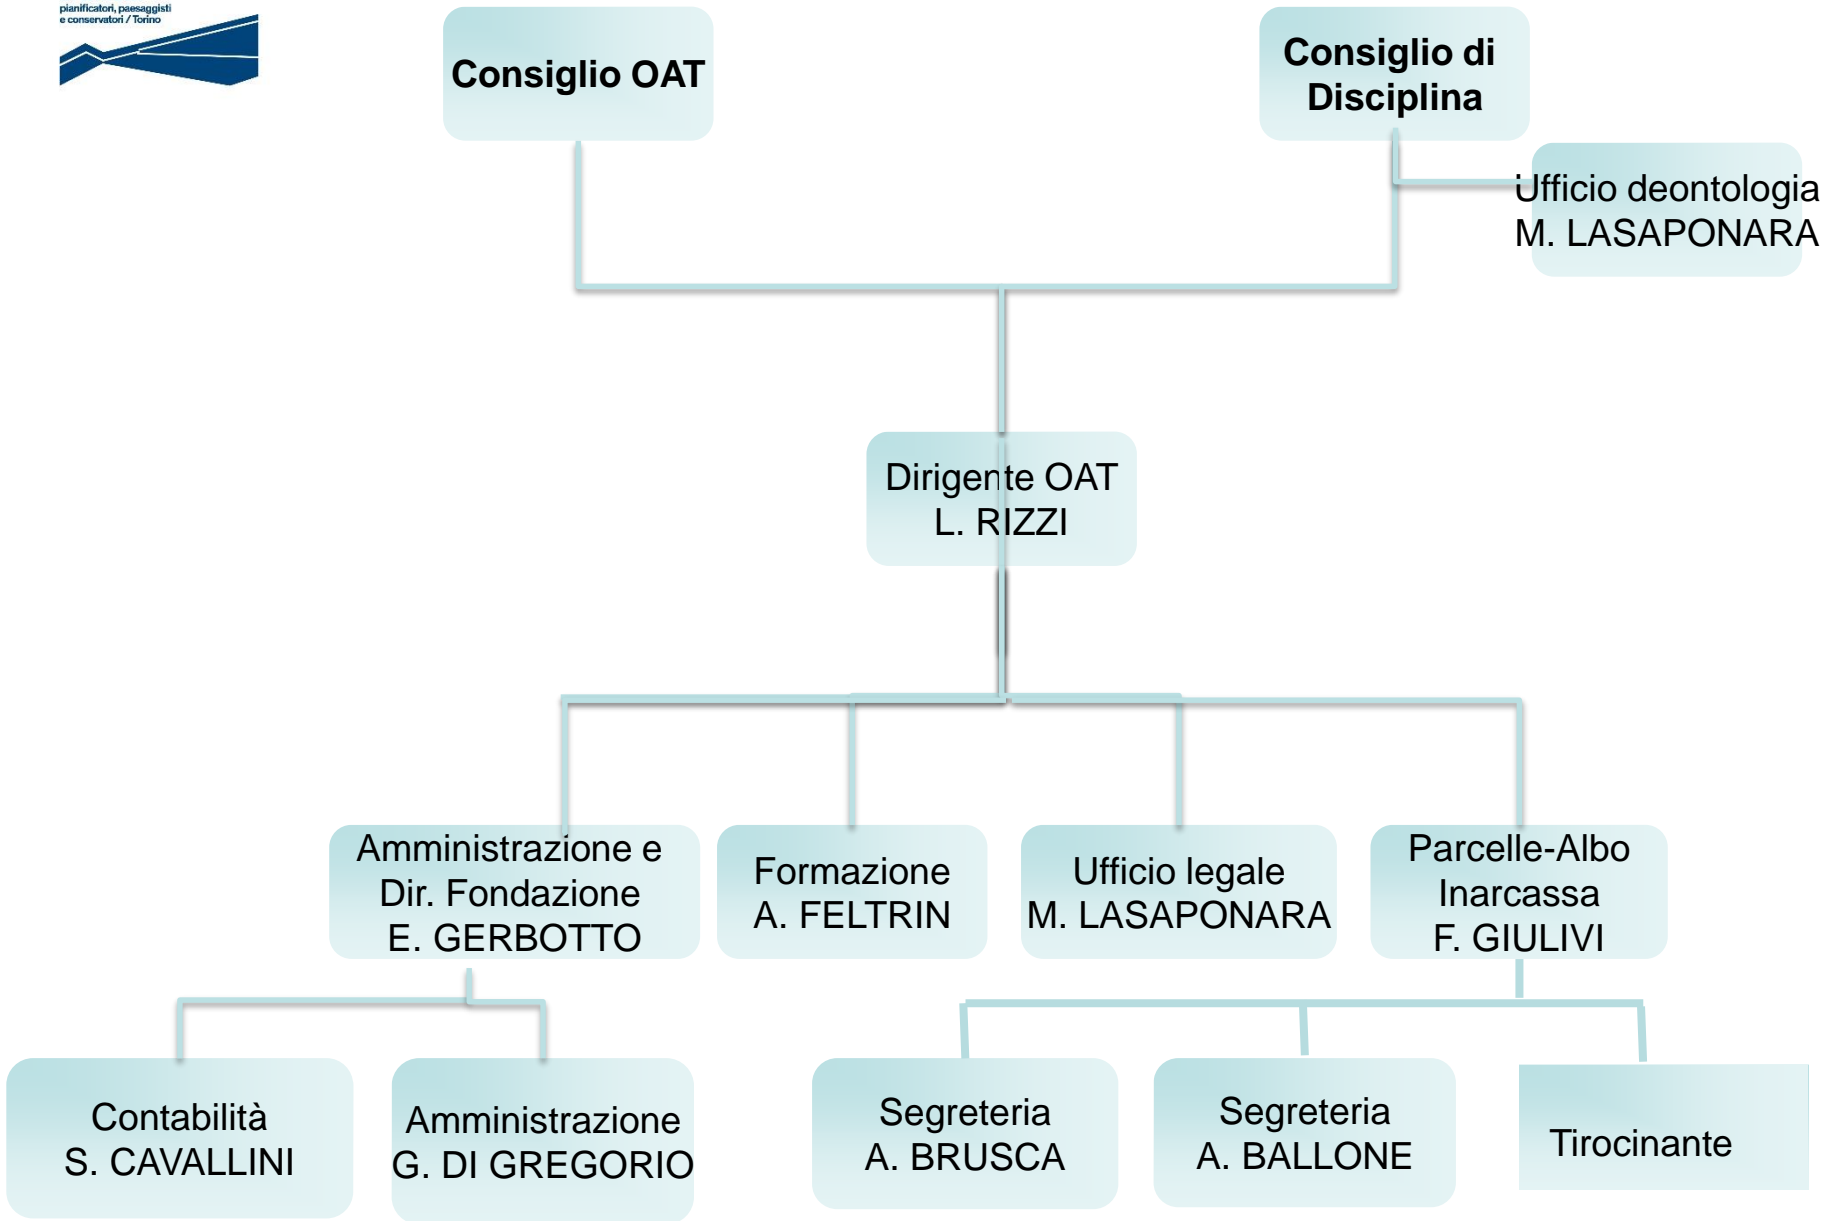 pianificatori, paesaggisti
e conservatori / Torino
Consiglio OAT
Consiglio di
Disciplina
Ufficio deontologia
M. LASAPONARA
Dirigente OAT
L. RIZZI
Amministrazione e
Dir. Fondazione
E. GERBOTTO
Formazione
A. FELTRIN
Ufficio legale
M. LASAPONARA
Parcelle-Albo
Inarcassa
F. GIULIVI
Contabilità
S. CAVALLINI
Amministrazione
G. DI GREGORIO
Segreteria
A. BRUSCA
Segreteria
A. BALLONE
Tirocinante